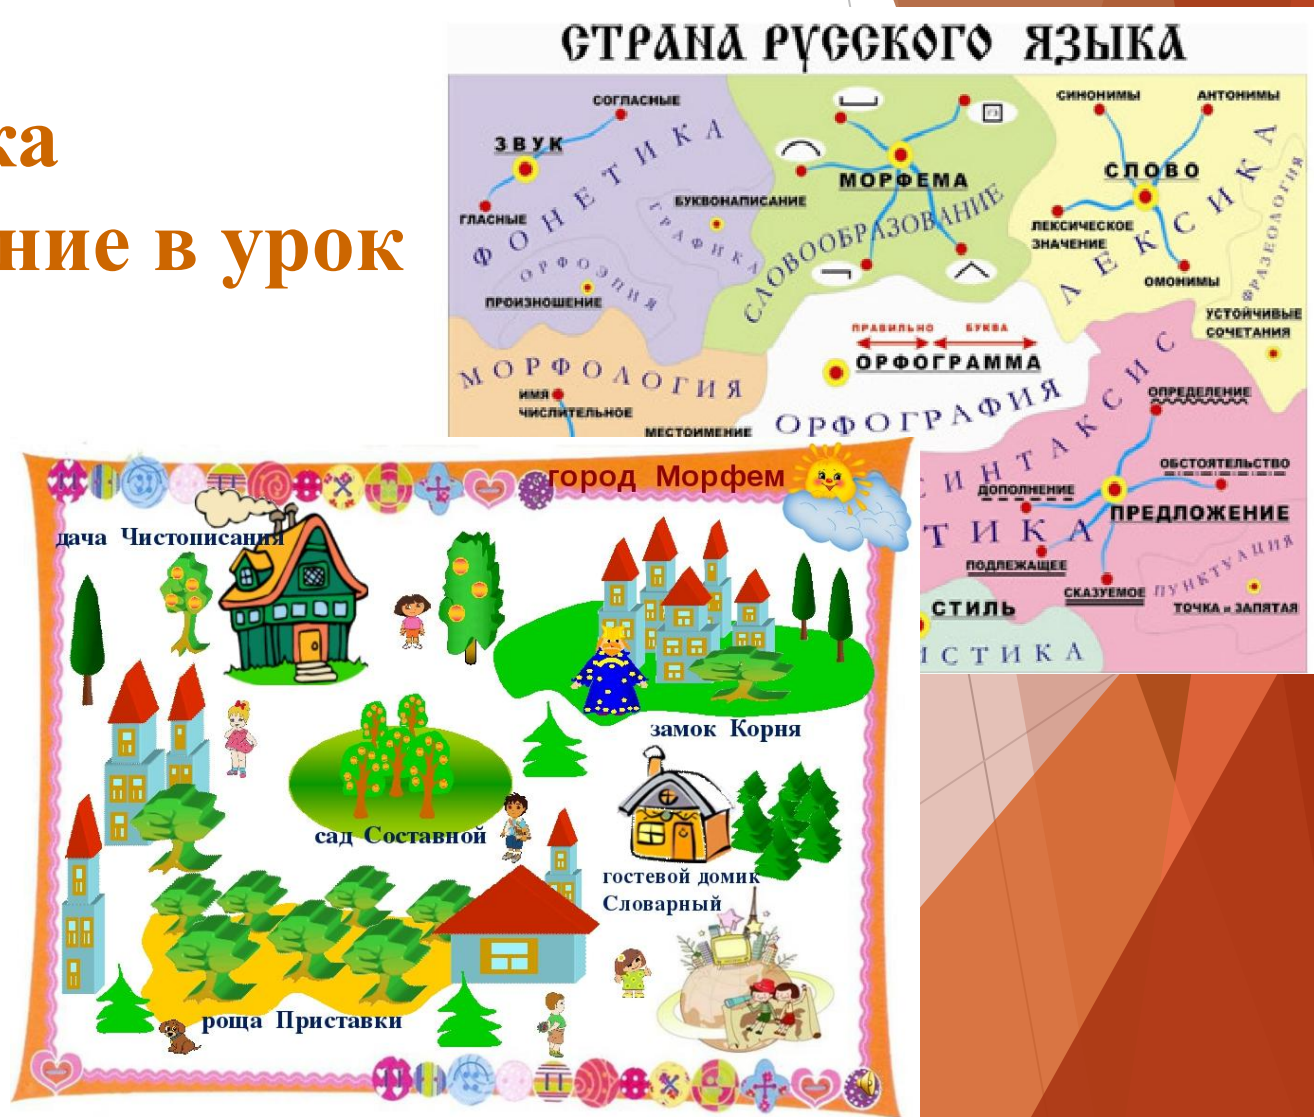 ка
ние в урок
СТРАНА РУССКОГО ЯЗЫКА
СОГЛАСНЫЕ
ЗВУК
ГЛАСНЫЕ
ФОНЕТИКА
БУКВОНАПИСАНИЕ
ГРАФИКА
ОРФОЭПИЯ
ПРОИЗНОШЕНИЕ
МОРФЕМА
СЛОВООБРАЗОВАНИЕ
СИНОНИМЫ
АНТОНИМЫ
СЛОВО
ЛЕКСИЧЕСКОЕ
ЗНАЧЕНИЕ
ЛЕКСИКА
ОМОНИМЫ
ФРАЗЕОЛОГИЯ
УСТОЙЧИВЫЕ
СОЧЕТАНИЯ
МОРФОЛОГИЯ
ИМЯ
ЧИСЛИТЕЛЬНОЕ
МЕСТОИМЕНИЕ
ПРАВИЛЬНО БУКВА
ОРФОГРАММА
ОРФОГРАФИЯ
СИНТАКСИС
ОПРЕДЕЛЕНИЕ
ОБСТОЯТЕЛЬСТВО
ДОПОЛНЕНИЕ
ПРЕДЛОЖЕНИЕ
ТИКА
ПОДЛЕЖАЩЕЕ
СКАЗУЕМОЕ
ПУНКТУАЦИЯ
ТОЧКА и ЗАПЯТАЯ
СТИЛЬ
ИСТИКА
город Морфем
дача Чистописания
замок Корня
сад Составной
гостевой домик
Словарный
роща Приставки